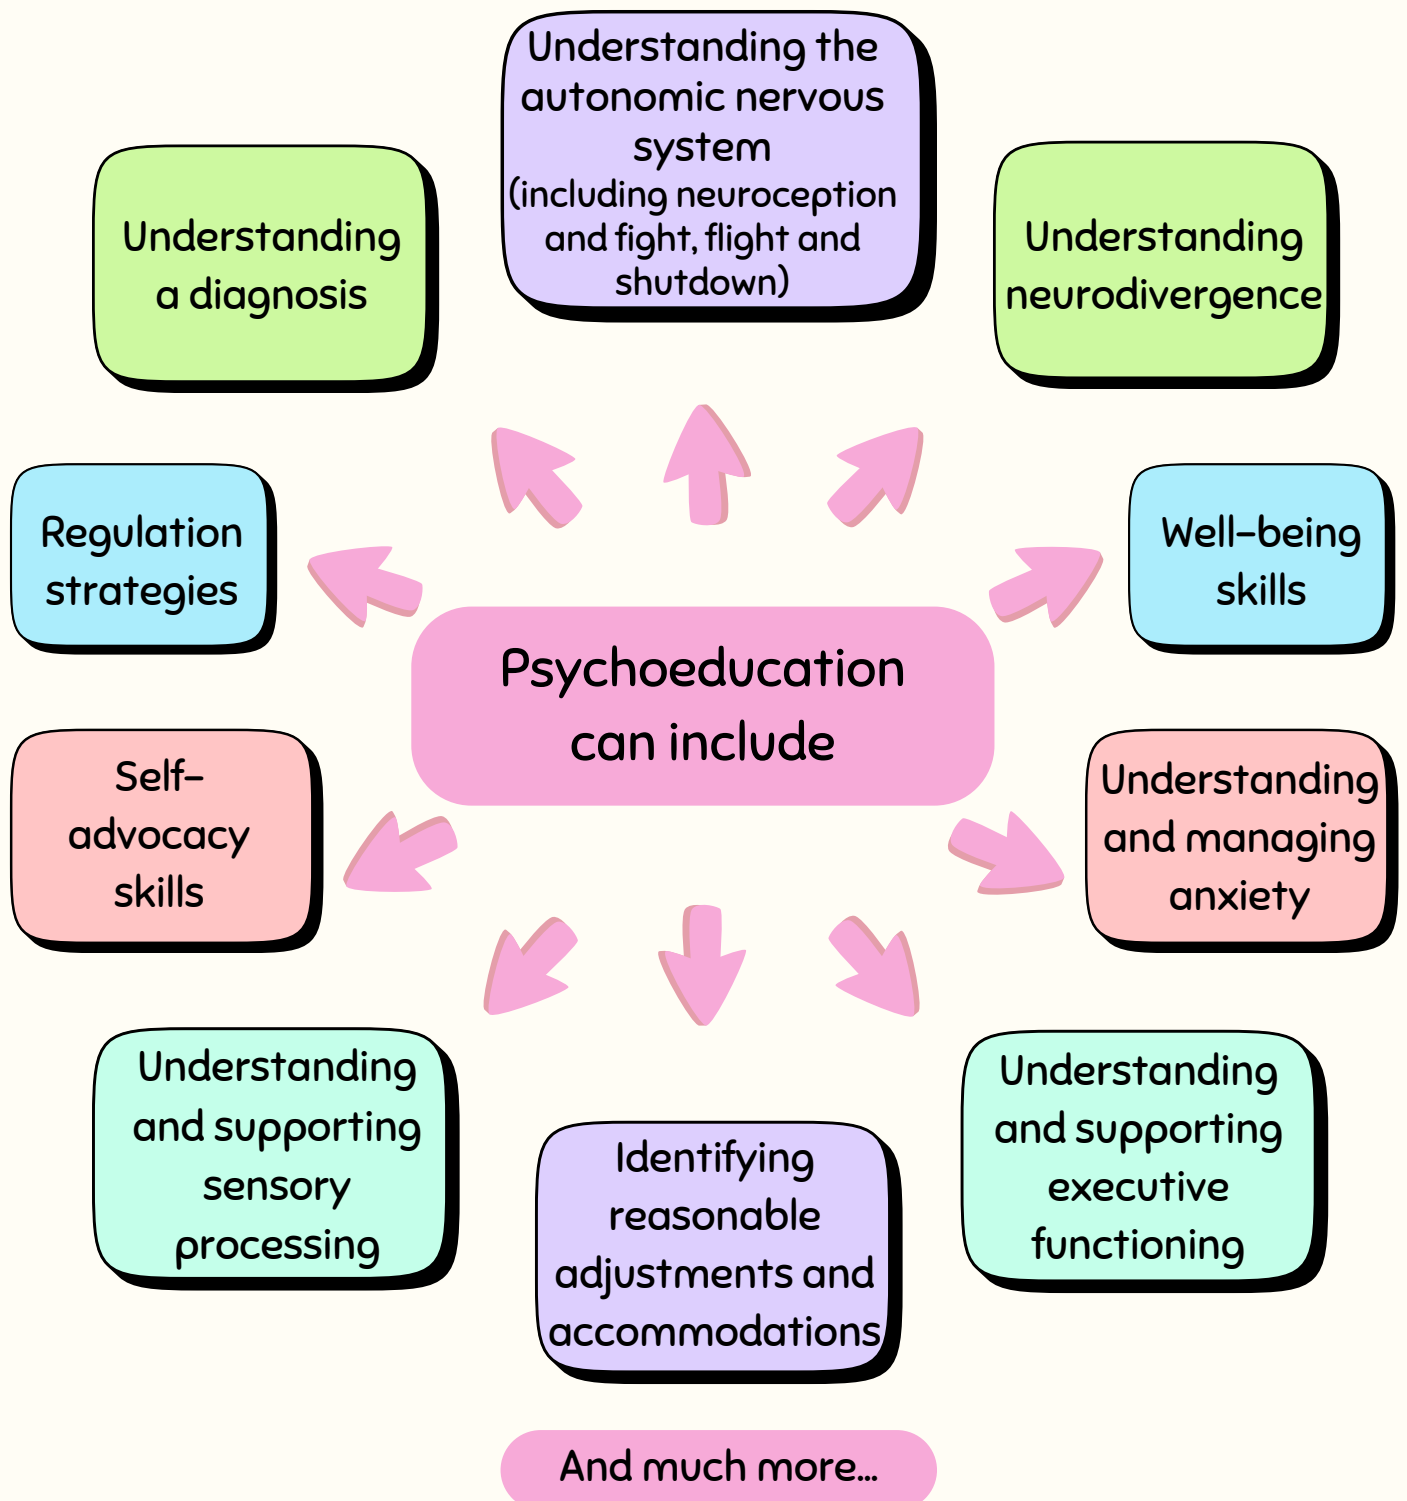 Understanding the
autonomic nervous
system
(including neuroception
and fight, flight and
shutdown)
Understanding
a diagnosis
Understanding
neurodivergence
Regulation
strategies
Well-being
skills
Psychoeducation
can include
Self-
advocacy
skills
Understanding
and managing
anxiety
Understanding
and supporting
sensory
processing
Identifying
reasonable
adjustments and
accommodations
Understanding
and supporting
executive
functioning
And much more...